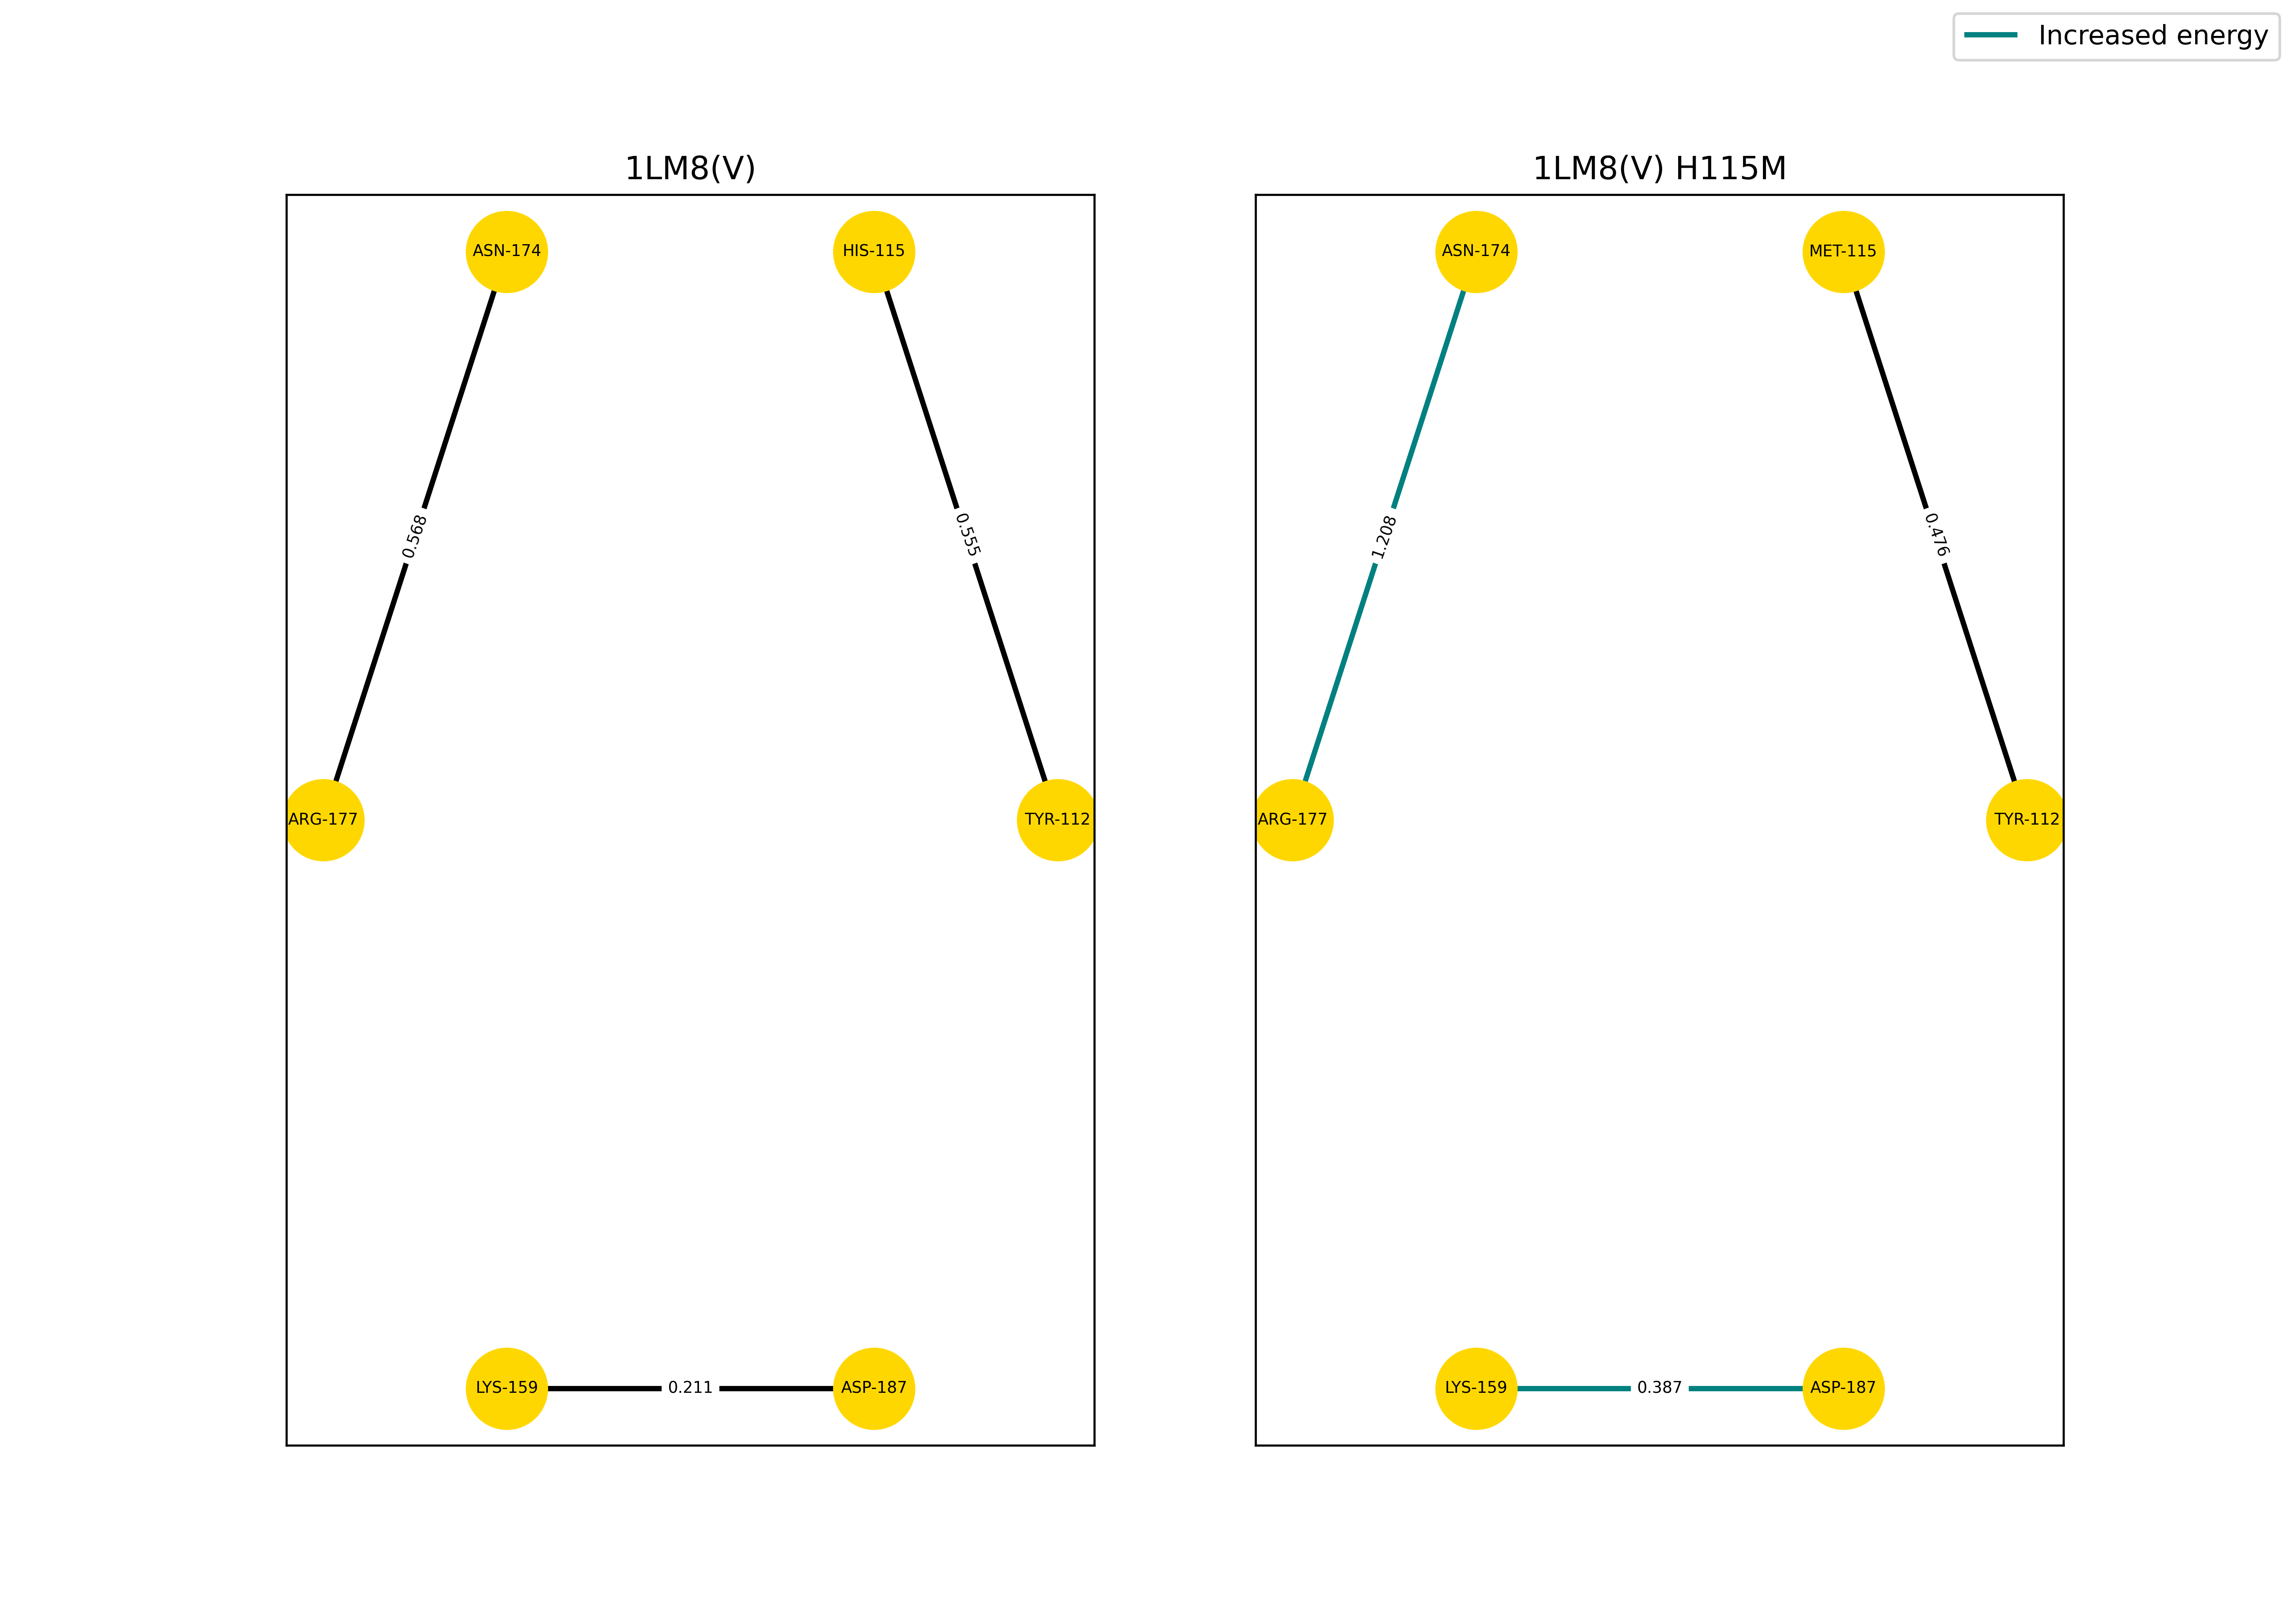 Increased energy
1LM8(V)
ASN-174
HIS-115
0.568
0.555
ARG-177
TYR-112
LYS-159
0.211
ASP-187
1LM8(V) H115M
ASN-174
MET-115
1.208
0.476
ARG-177
TYR-112
LYS-159
0.387
ASP-187